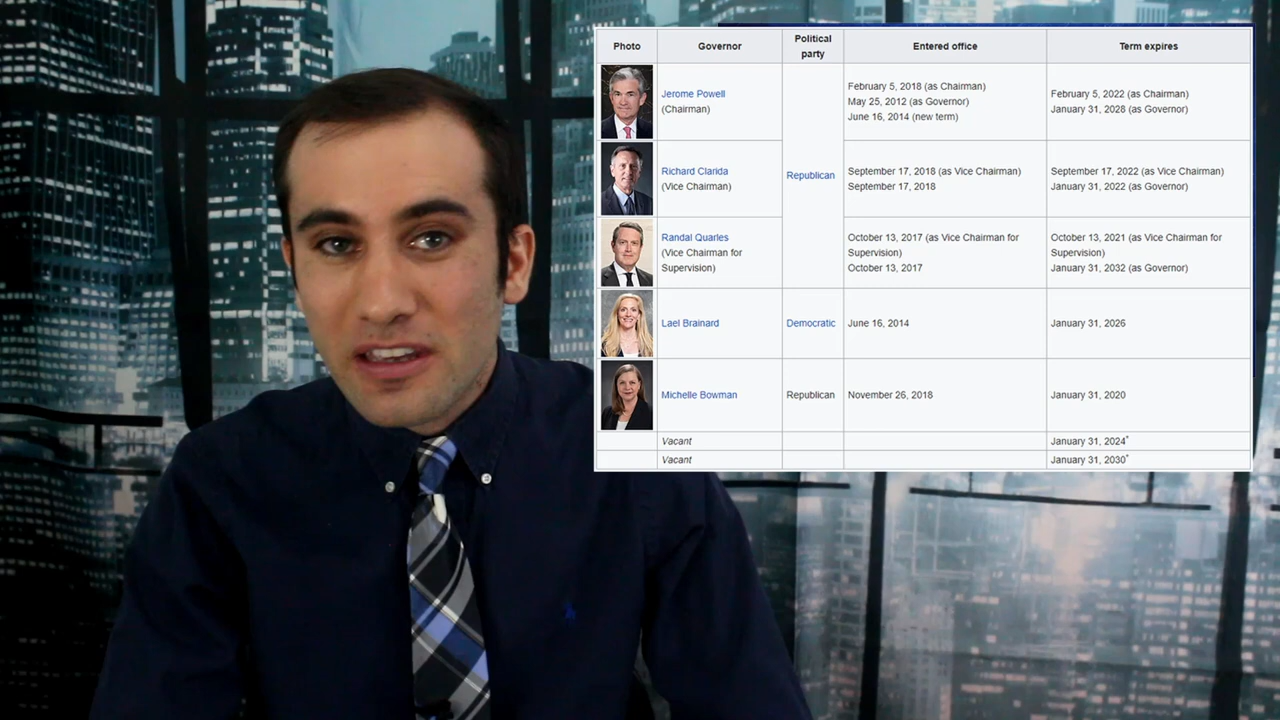 Photo Governor Political party Entered office Term expires
Jerome Powell (Chairman) Republican February 5, 2018 (as Chairman) February 5, 2022 (as Chairman)
May 25, 2012 (as Governor) January 31, 2028 (as Governor)
June 16, 2014 (new term)
Richard Clarida (Vice Chairman) September 17, 2018 (as Vice Chairman) September 17, 2022 (as Vice Chairman)
September 17, 2018 January 31, 2022 (as Governor)
Randal Quarles (Vice Chairman for Supervision) October 13, 2017 (as Vice Chairman for Supervision) October 13, 2021 (as Vice Chairman for Supervision)
October 13, 2017 January 31, 2032 (as Governor)
Lael Brainard Democratic June 16, 2014 January 31, 2026
Michelle Bowman Republican November 26, 2018 January 31, 2020
Vacant January 31, 2024*
Vacant January 31, 2030*